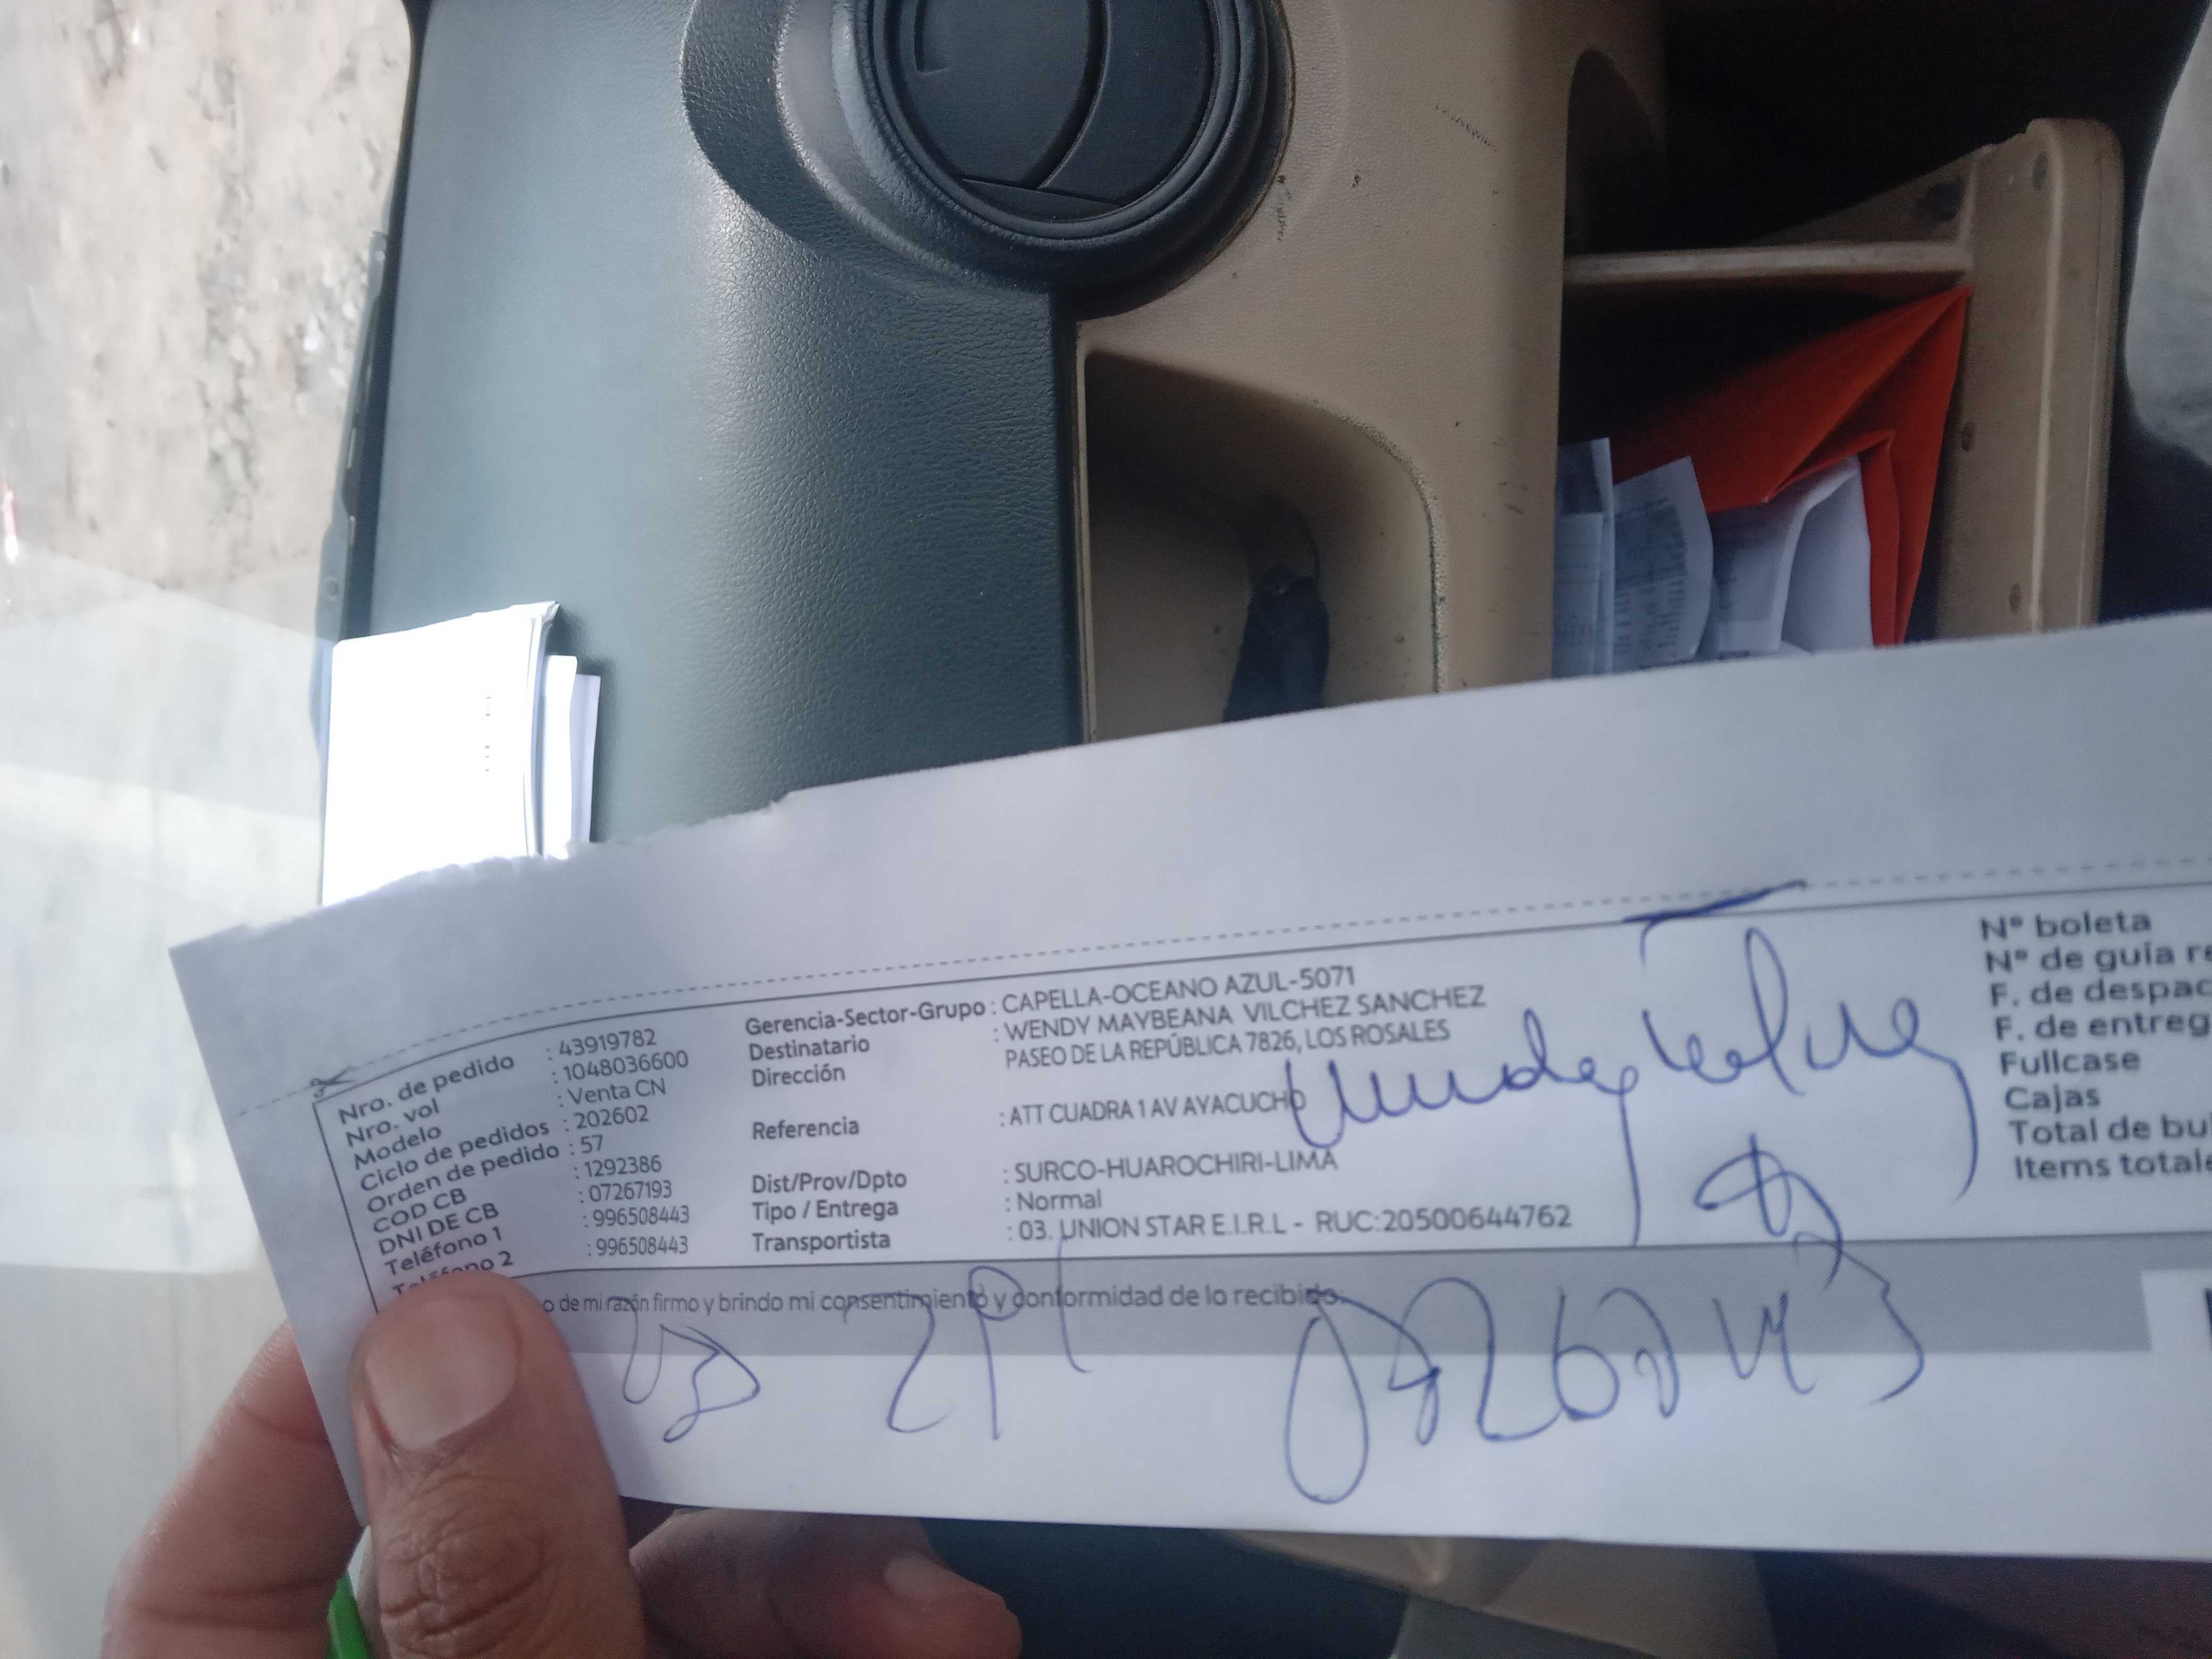 Nro. de pedido : 43919782
Nro. vol : 1048036600
Modelo : Venta CN
Ciclo de pedidos : 202602
Orden de pedido : 57
COD CB : 1292386
DNI DE CB : 07267193
Teléfono 1 : 996508443
Teléfono 2 : 996508443
Gerencia-Sector-Grupo : CAPELLA-OCEANO AZUL-5071
Destinatario : WENDY MAYBEANA VILCHEZ SANCHEZ
Dirección PASEO DE LA REPÚBLICA 7826, LOS ROSALES
Referencia : ATT CUADRA 1 AV AYACUCHO
Dist/Prov/Dpto : SURCO-HUAROCHIRI-LIMA
Tipo / Entrega : Normal
Transportista : 03. UNION STAR E.I.R.L - RUC:20500644762
N° boleta
N° de guía re
F. de despac
F. de entreg
Fullcase
Cajas
Total de bu
Items totale
o de mi razón firmo y brindo mi consentimiento y conformidad de lo recibido.